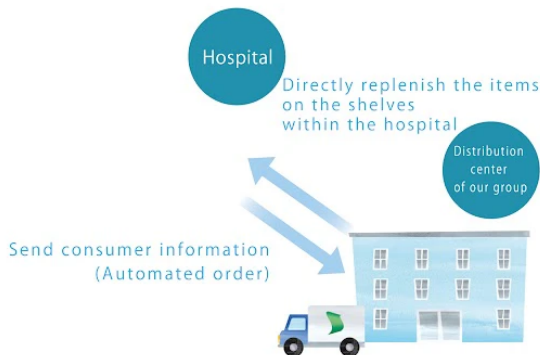 Hospital
Directly replenish the items
on the shelves
within the hospital
Distribution
center
of our group
Send consumer information
(Automated order)